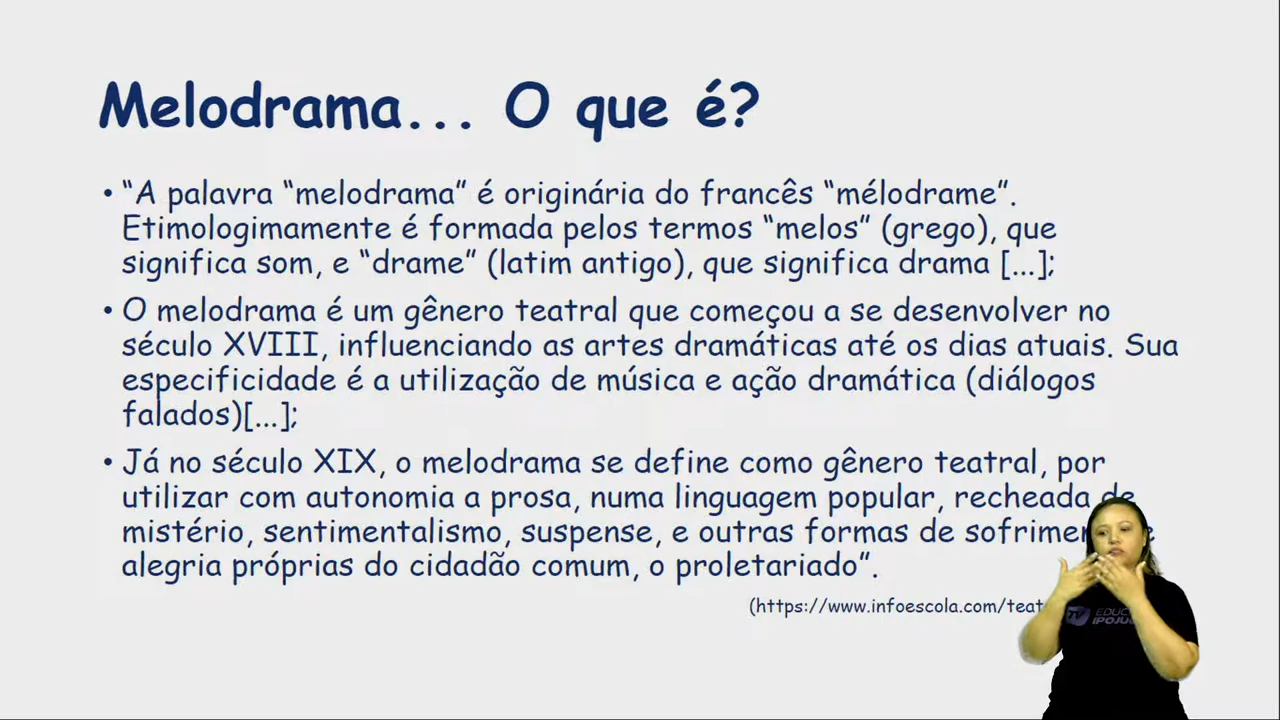 Melodrama... O que é?
• “A palavra “melodrama” é originária do francês “mélodrame”.
Etimologimamente é formada pelos termos “melos” (grego), que
significa som, e “drame” (latim antigo), que significa drama [...];
• O melodrama é um gênero teatral que começou a se desenvolver no
século XVIII, influenciando as artes dramáticas até os dias atuais. Sua
especificidade é a utilização de música e ação dramática (diálogos
falados)[...];
• Já no século XIX, o melodrama se define como gênero teatral, por
utilizar com autonomia a prosa, numa linguagem popular, recheada de
mistério, sentimentalismo, suspense, e outras formas de
alegria próprias do cidadão comum, o proletariado”.
(https://www.infoescola.com/
TV